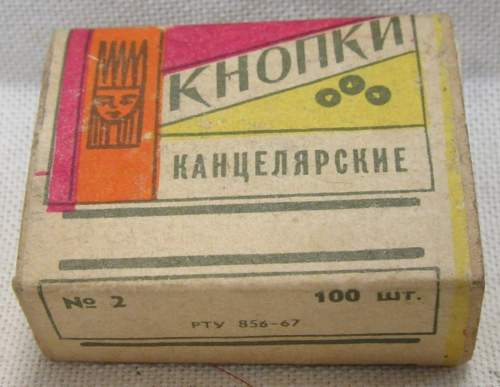 КНОПКИ
КАНЦЕЛЯРСКИЕ
№ 2 100 шт.
РТУ 856-67